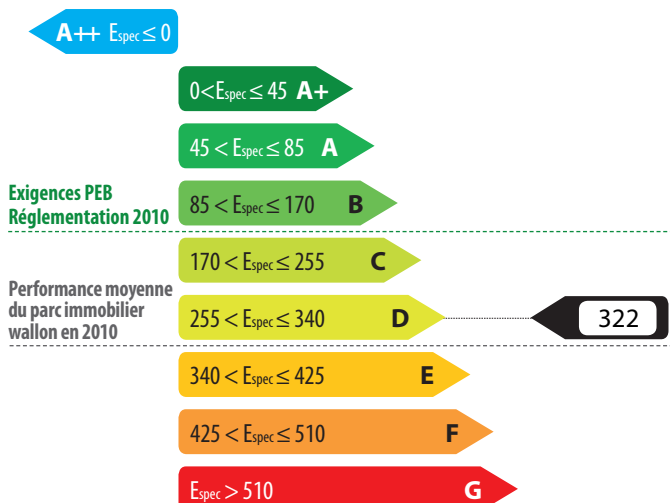 A++ Espec ≤ 0
0<Espec ≤ 45 A+
45 < Espec ≤ 85 A
Exigences PEB
Réglementation 2010
85 < Espec ≤ 170 B
170 < Espec ≤ 255 C
Performance moyenne
du parc immobilier
wallon en 2010
255 < Espec ≤ 340 D
322
340 < Espec ≤ 425 E
425 < Espec ≤ 510 F
Espec > 510 G